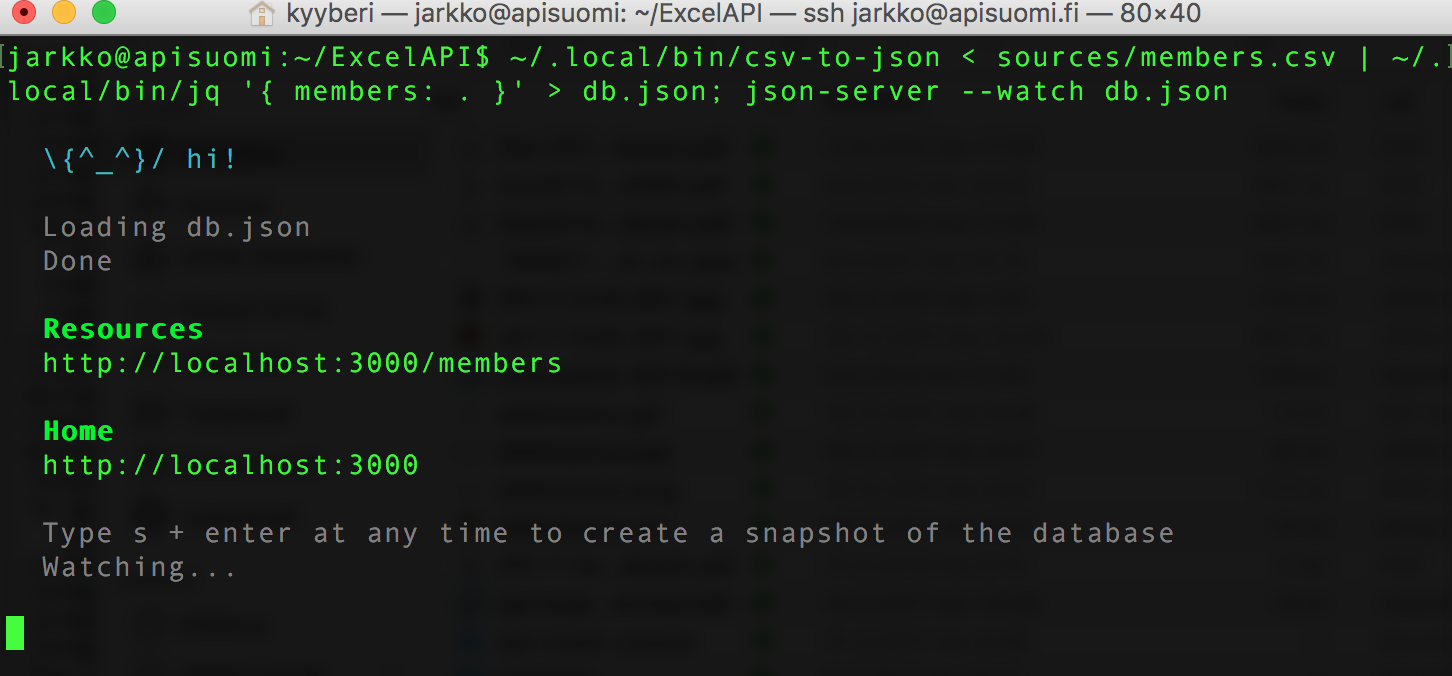 kyyberi — jarkko@apisuomi: ~/ExcelAPI — ssh jarkko@apisuomi.fi — 80×40
[jarkko@apisuomi:~/ExcelAPI$ ~/.local/bin/csv-to-json < sources/members.csv | ~/.]
local/bin/jq '{ members: . }' > db.json; json-server --watch db.json
\{^_^}/ hi!
Loading db.json
Done
Resources
http://localhost:3000/members
Home
http://localhost:3000
Type s + enter at any time to create a snapshot of the database
Watching...